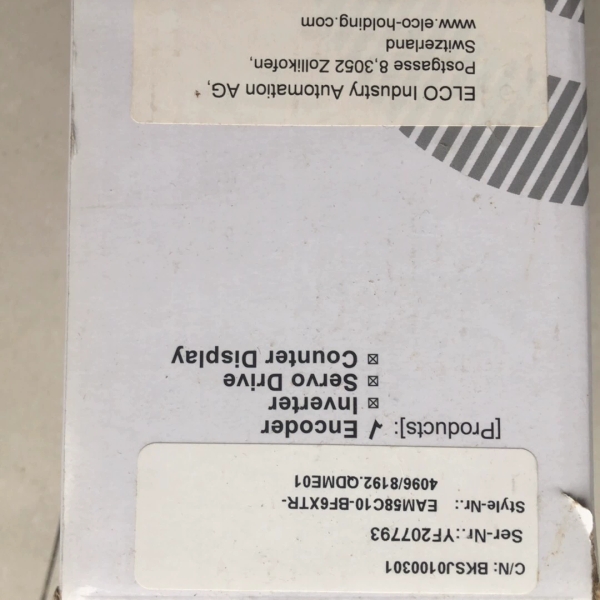 C/N: BKSJ0100301
Ser-Nr.:YF207793
Style-Nr.: EAM58C10-BF6XTR-
4096/8192.QDME01
[Products]: √ Encoder
☒ Inverter
☒ Servo Drive
☒ Counter Display
ELCO Industry Automation AG,
Postgasse 8,3052 Zollikofen,
Switzerland
www.elco-holding.com